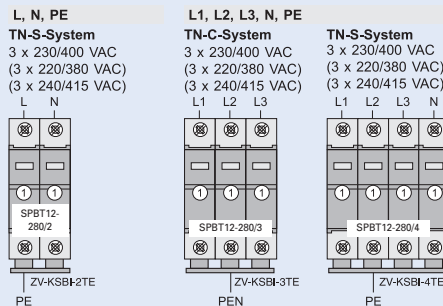 L, N, PE
TN-S-System
3 x 230/400 VAC
(3 x 220/380 VAC)
(3 x 240/415 VAC)
L N
1 1
SPBT12-
280/2
ZV-KSBI-2TE
PE
L1, L2, L3, N, PE
TN-C-System
3 x 230/400 VAC
(3 x 220/380 VAC)
(3 x 240/415 VAC)
L1 L2 L3
1 1 1
SPBT12-280/3
ZV-KSBI-3TE
PEN
TN-S-System
3 x 230/400 VAC
(3 x 220/380 VAC)
(3 x 240/415 VAC)
L1 L2 L3 N
1 1 1 1
SPBT12-280/4
ZV-KSBI-4TE
PE